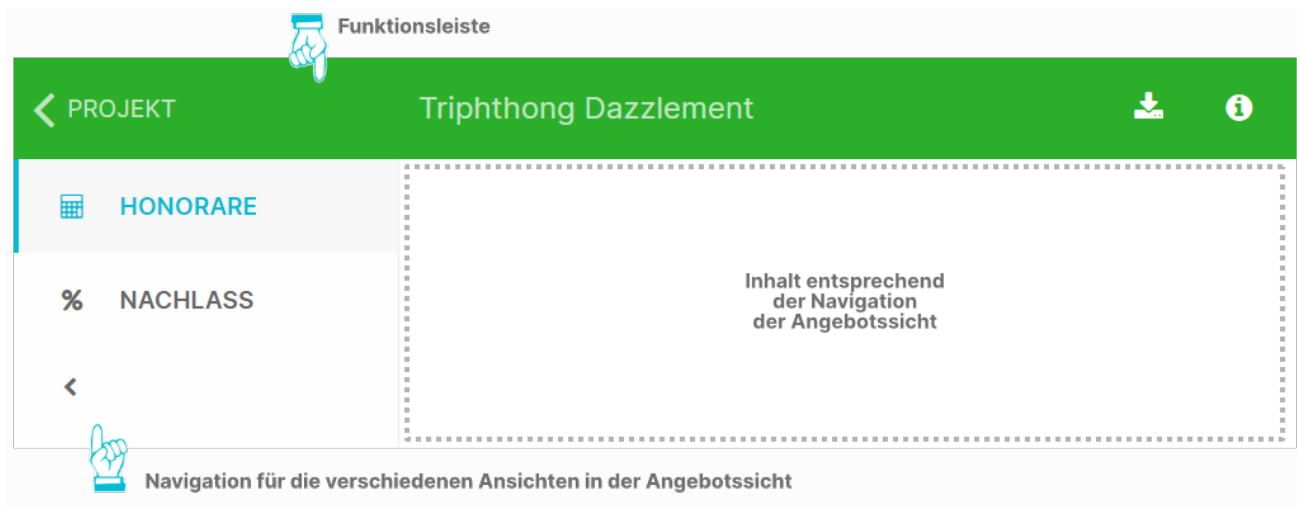 Funktionsleiste
PROJEKT
Triphthong Dazzlement
HONORARE
% NACHLASS
Inhalt entsprechend
der Navigation
der Angebotssicht
Navigation für die verschiedenen Ansichten in der Angebotssicht